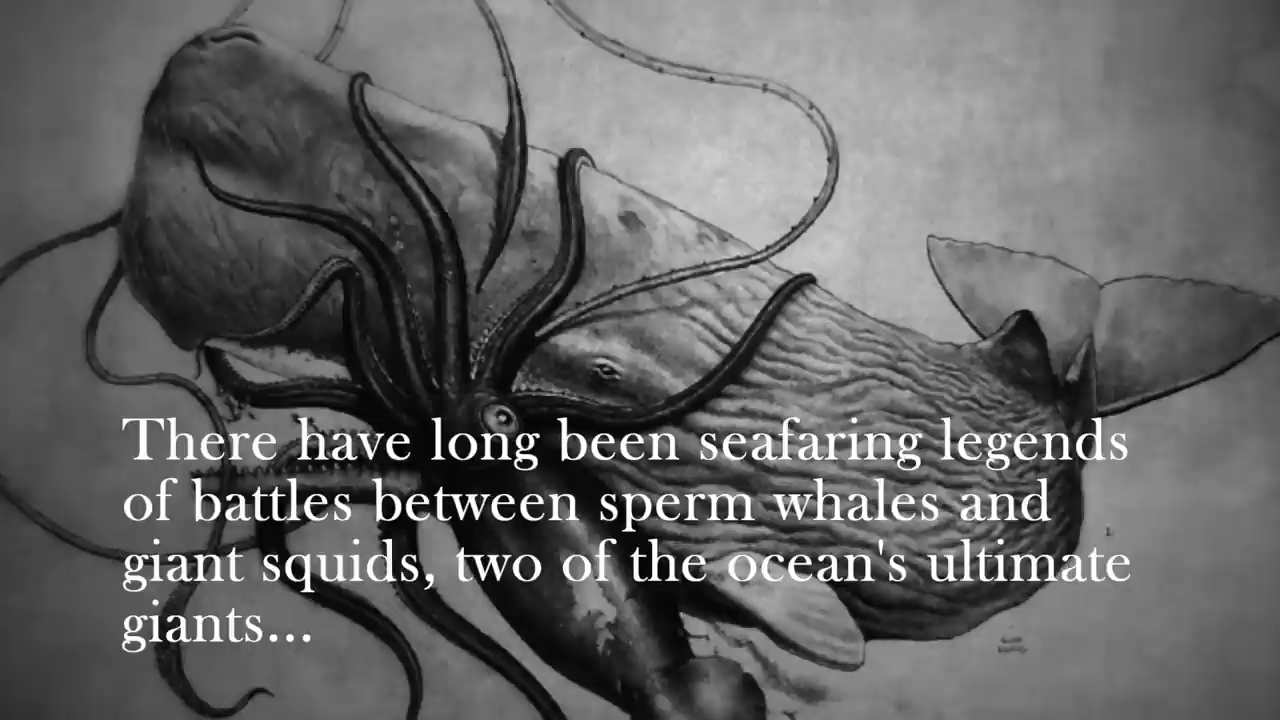 There have long been seafaring legends
of battles between sperm whales and
giant squids, two of the ocean's ultimate
giants...